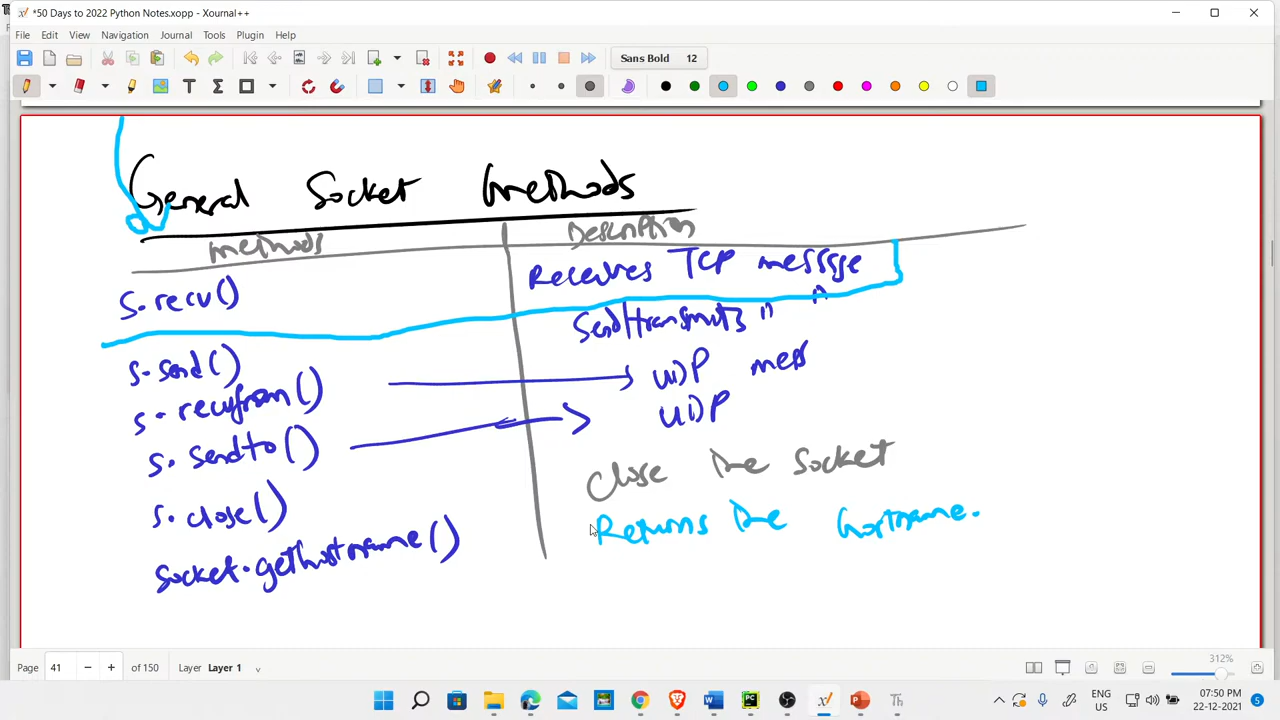 *50 Days to 2022 Python Notes.xopp - Xournal++
File Edit View Navigation Journal Tools Plugin Help
Sans Bold 12
General Socket methods
methods Description
s.recv() Receives TCP messsge
s.send() Send/transmits " "
s.recvfrom() UDP mess
s.sendto() UDP
s.close() Close the socket
socket.gethostname() Returns the hostname.
Page 41 of 150 Layer Layer 1 312%
ENG
US
07:50 PM
22-12-2021
5